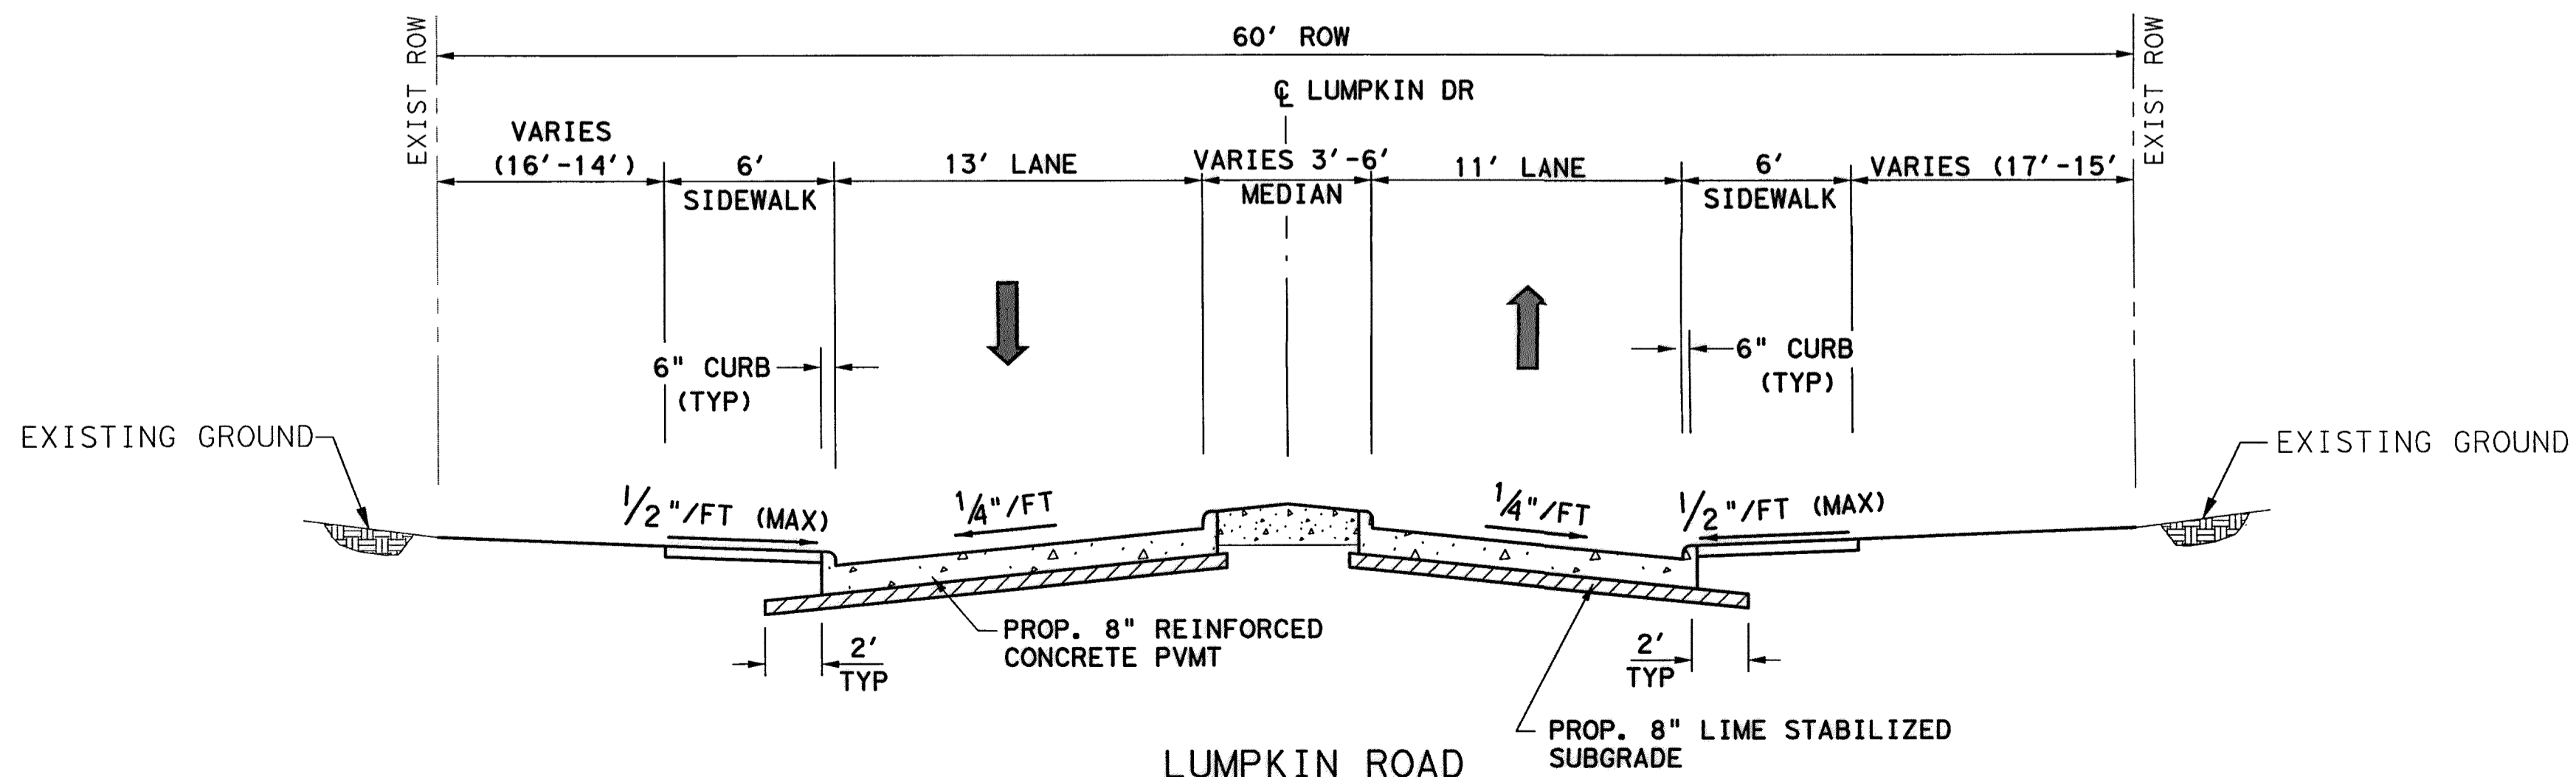 60' ROW
EXIST ROW
EXIST ROW
℄ LUMPKIN DR
VARIES
(16'-14')
6'
SIDEWALK
13' LANE
VARIES 3'-6'
MEDIAN
11' LANE
6'
SIDEWALK
VARIES (17'-15'
6" CURB
(TYP)
6" CURB
(TYP)
EXISTING GROUND
EXISTING GROUND
1/2"/FT (MAX)
1/4"/FT
1/4"/FT
1/2"/FT (MAX)
2'
TYP
PROP. 8" REINFORCED
CONCRETE PVMT
2'
TYP
PROP. 8" LIME STABILIZED
SUBGRADE
LUMPKIN ROAD